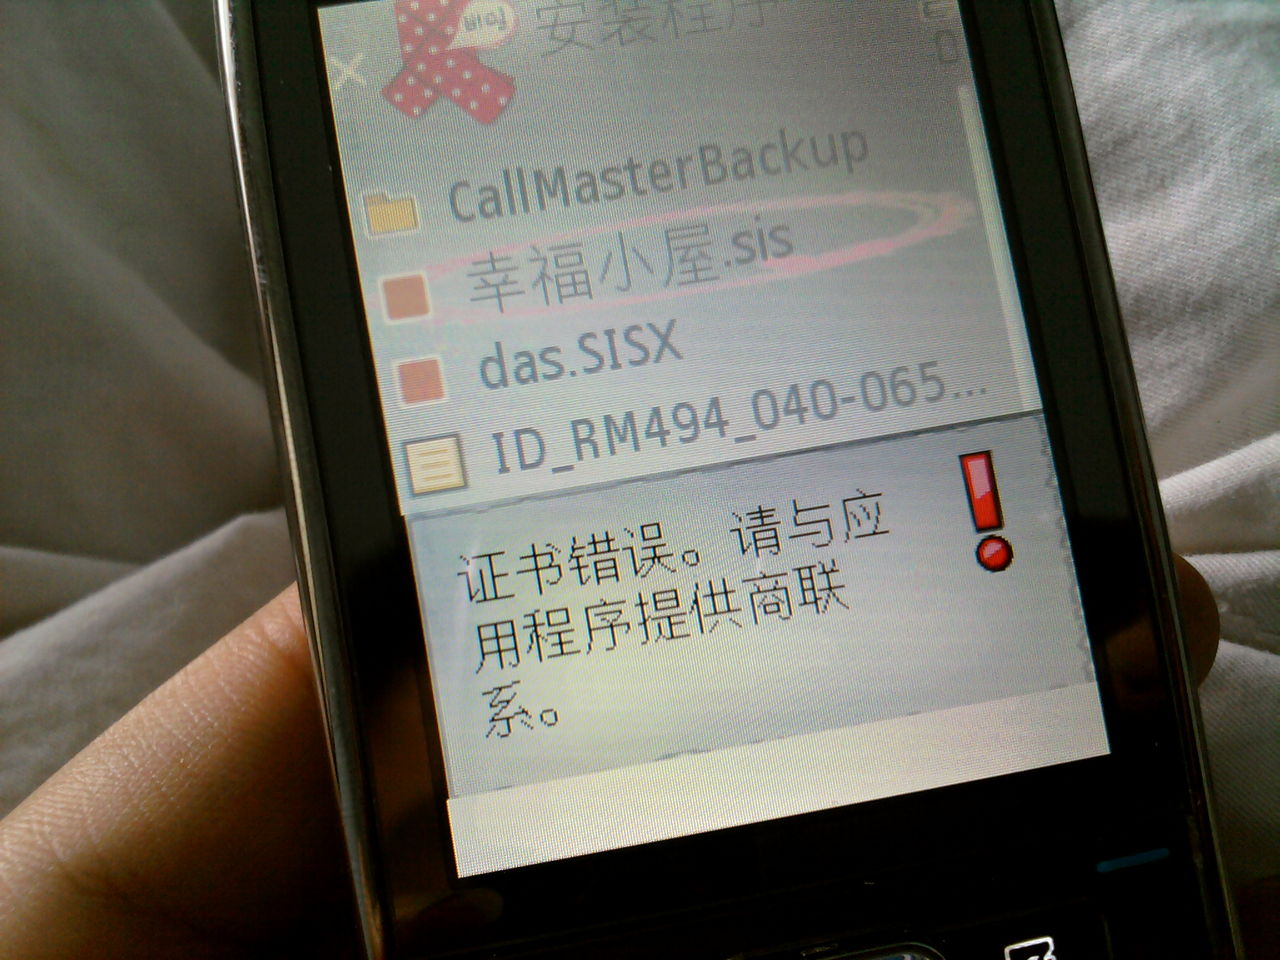 安装程序
CallMasterBackup
幸福小屋.sis
das.SISX
ID_RM494_040-065...
证书错误。请与应
用程序提供商联
系。